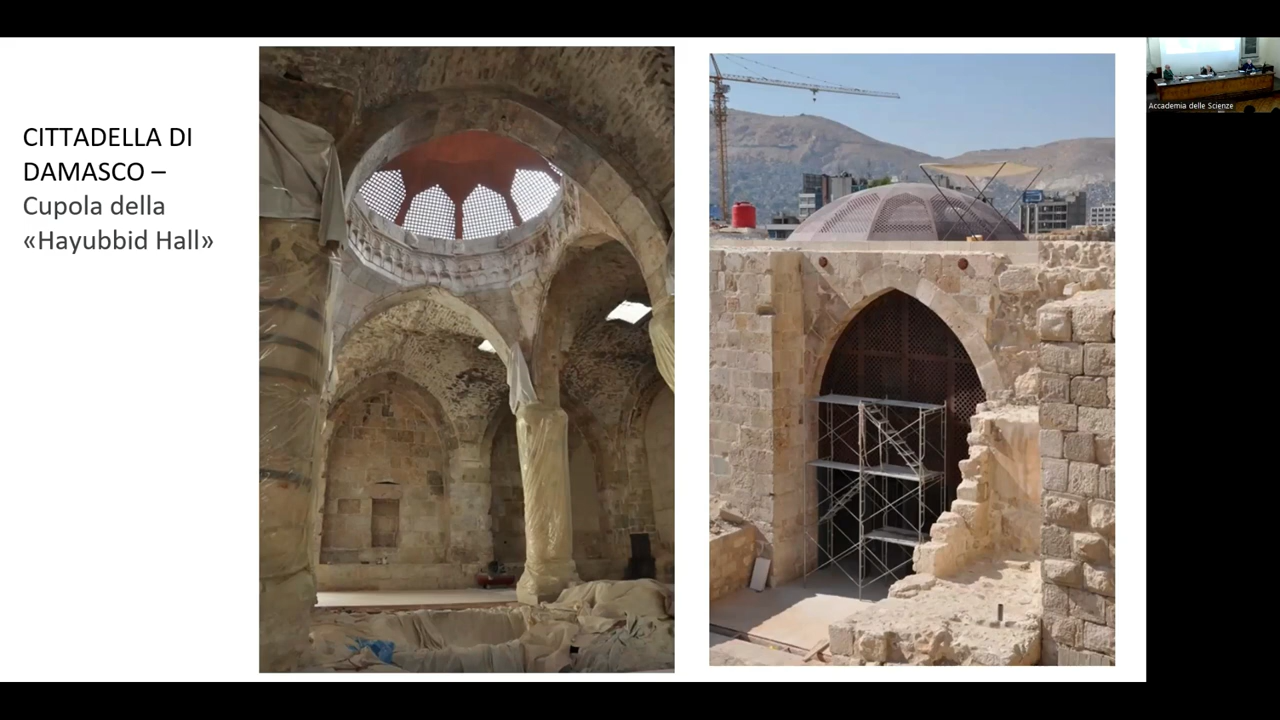 CITTADELLA DI
DAMASCO –
Cupola della
«Hayubbid Hall»
Accademia delle Scienze